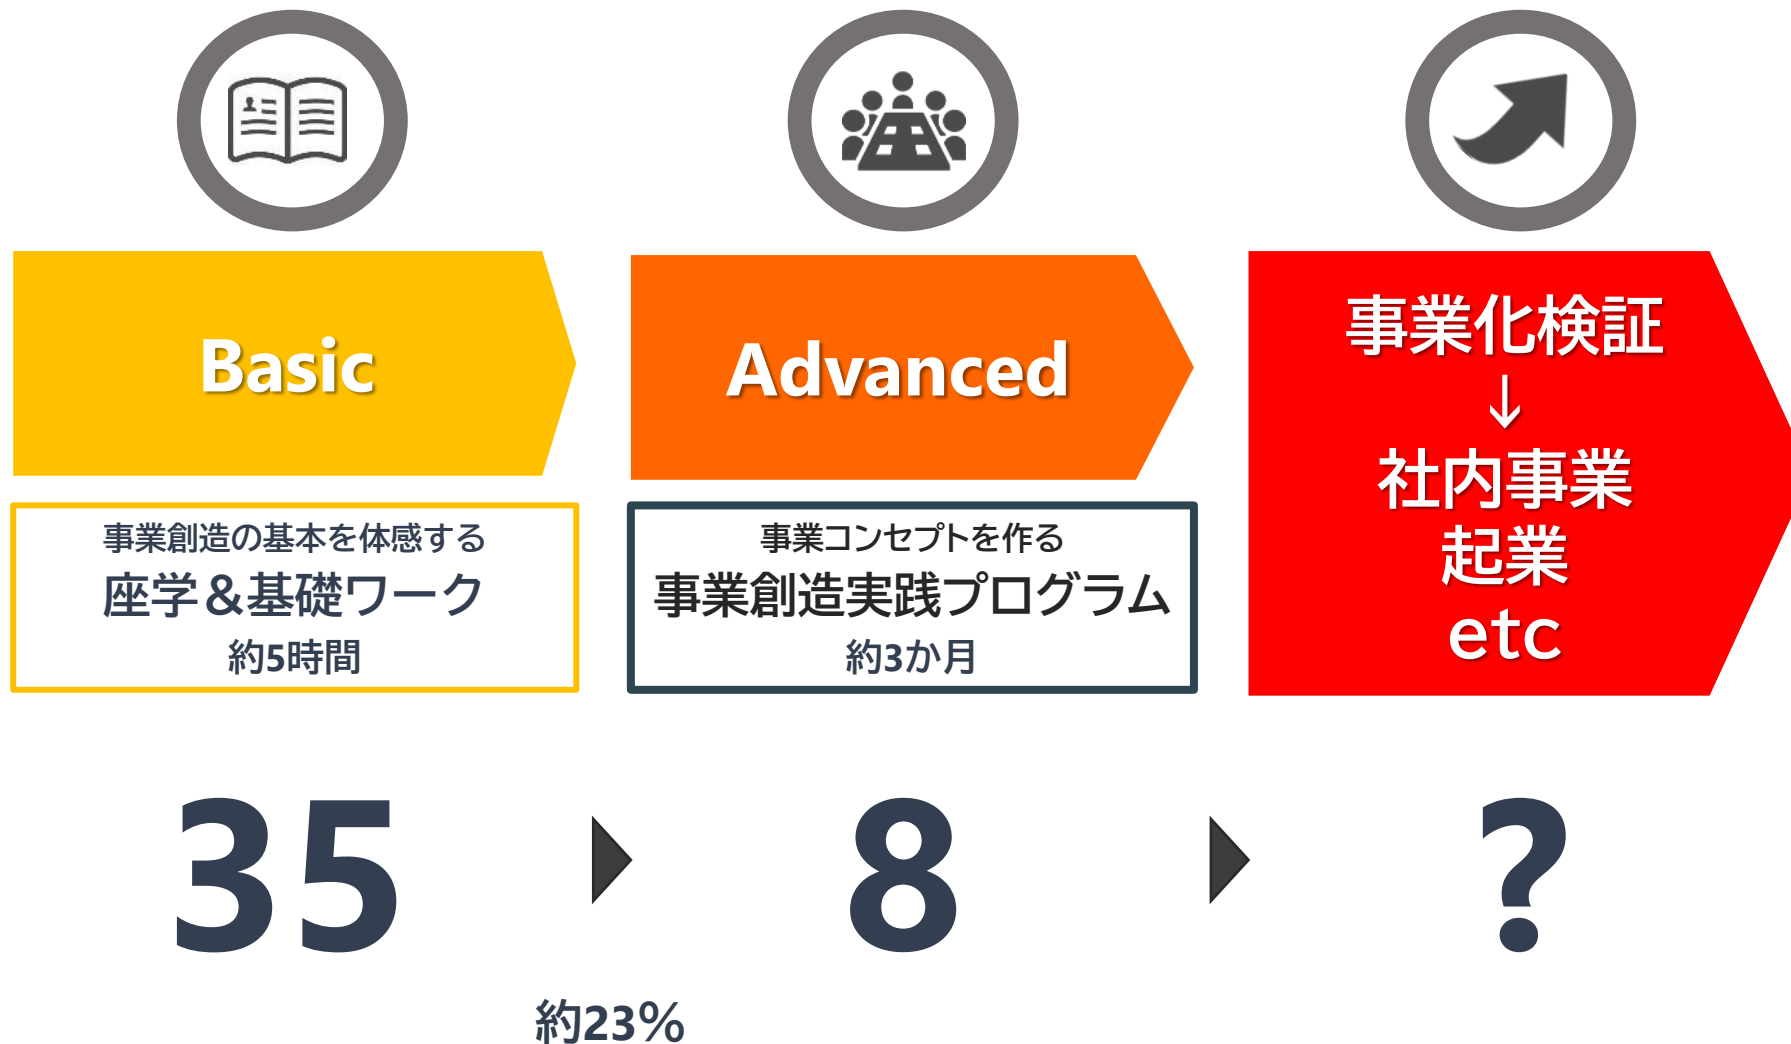 Basic
事業創造の基本を体感する
座学＆基礎ワーク
約5時間
Advanced
事業コンセプトを作る
事業創造実践プログラム
約3か月
事業化検証
↓
社内事業
起業
etc
35
8
?
約23%